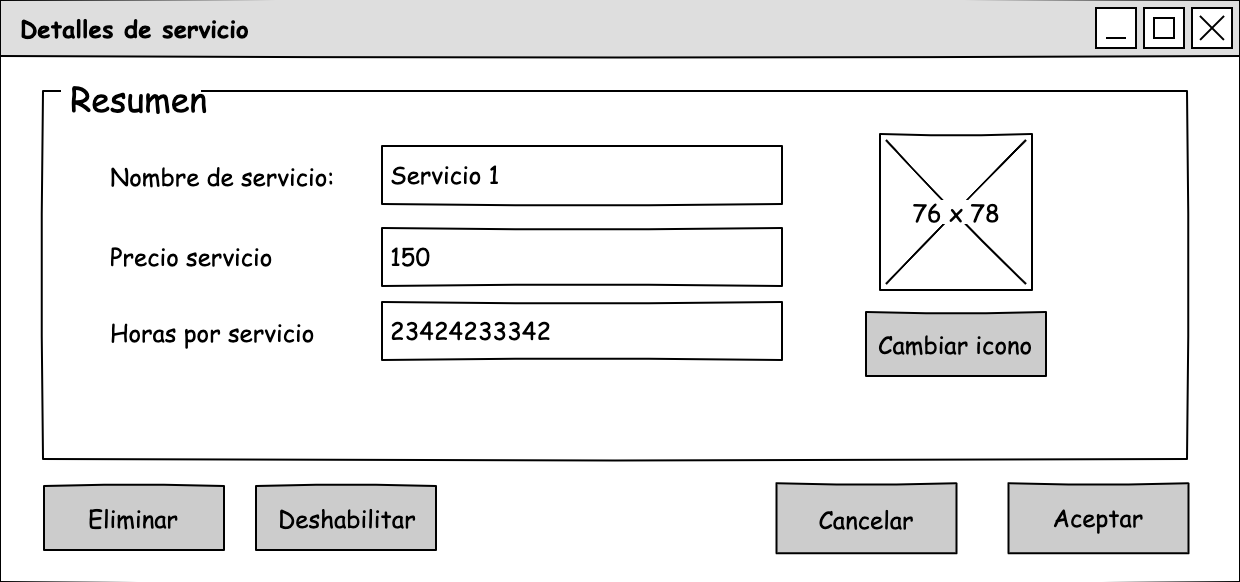 Detalles de servicio
Resumen
Nombre de servicio: Servicio 1
76 x 78
Precio servicio 150
Horas por servicio 23424233342
Cambiar icono
Eliminar Deshabilitar Cancelar Aceptar